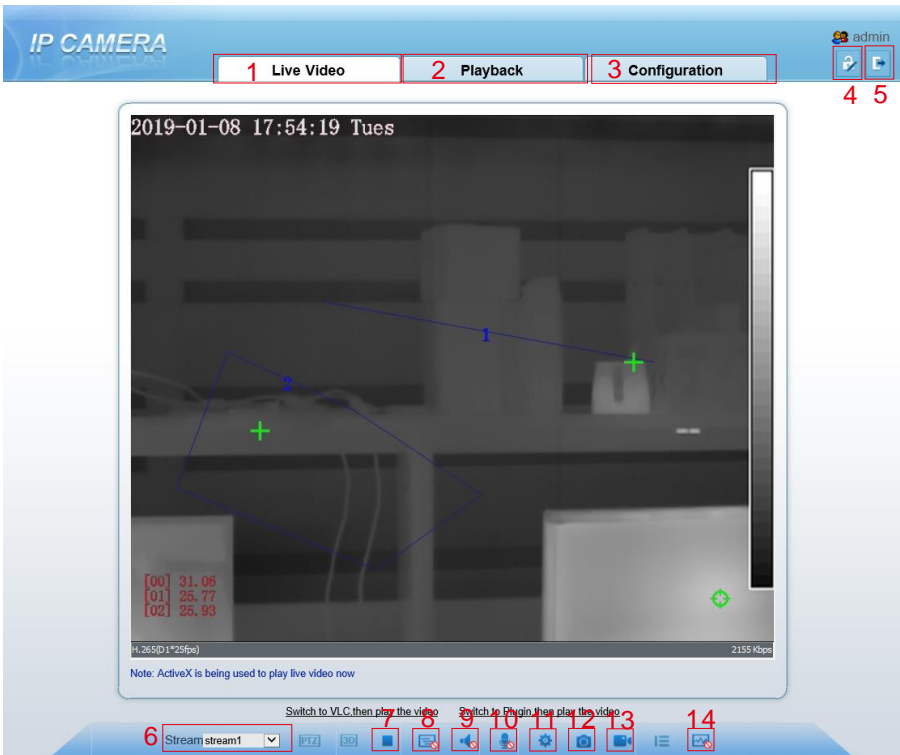 IP CAMERA
admin
1 Live Video
2 Playback
3 Configuration
4 5
2019-01-08 17:54:19 Tues
1
2
[00] 31.06
[01] 25.77
[02] 25.93
H.265(D1*25fps)
2155 Kbps
Note: ActiveX is being used to play live video now
Switch to VLC,then play the video
Switch to Plugin,then play the video
6 Stream stream1
PTZ
3D
7 8 9 10 11 12 13 14